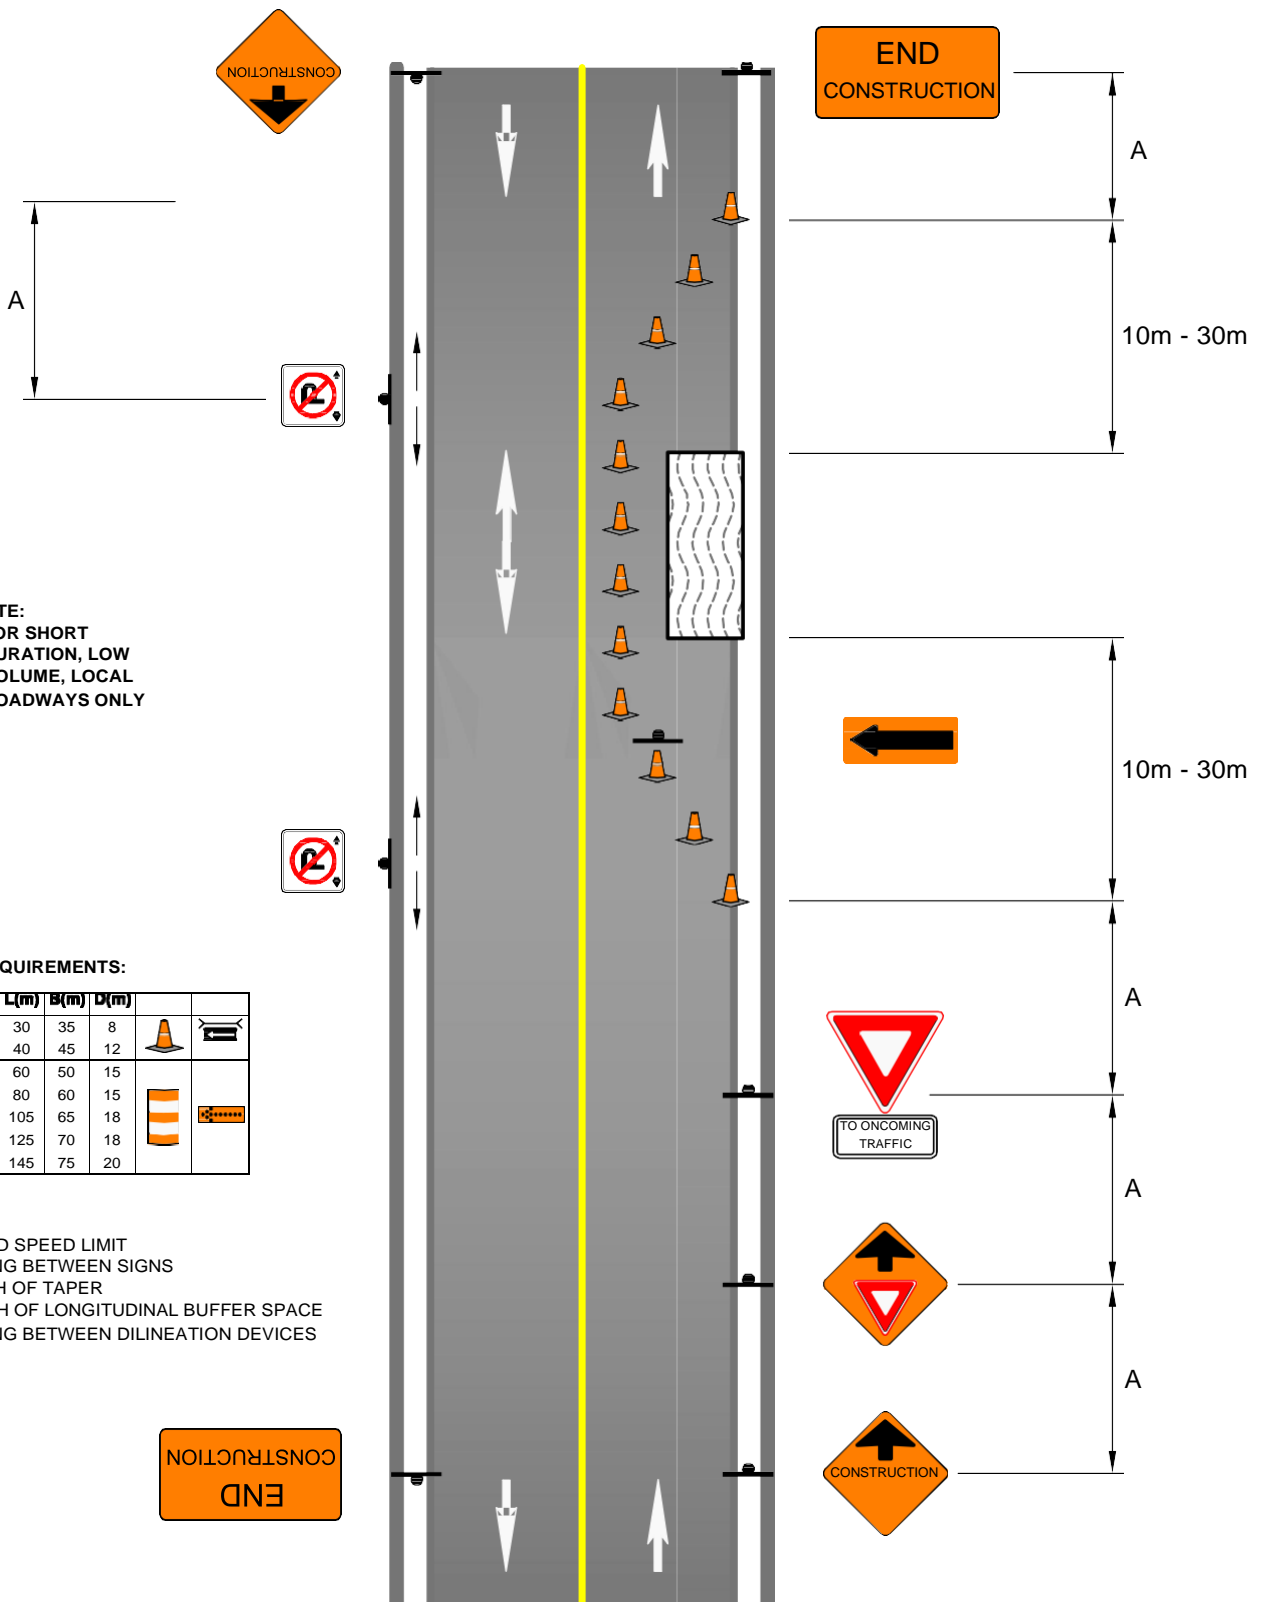 CONSTRUCTION
END
CONSTRUCTION
A
A
10m - 30m
TE:
OR SHORT
URATION, LOW
OLUME, LOCAL
OADWAYS ONLY
10m - 30m
QUIREMENTS:
L(m) B(m) D(m)
30 35 8
40 45 12
60 50 15
80 60 15
105 65 18
125 70 18
145 75 20
A
TO ONCOMING
TRAFFIC
A
D SPEED LIMIT
NG BETWEEN SIGNS
H OF TAPER
H OF LONGITUDINAL BUFFER SPACE
NG BETWEEN DILINEATION DEVICES
A
END
CONSTRUCTION
CONSTRUCTION